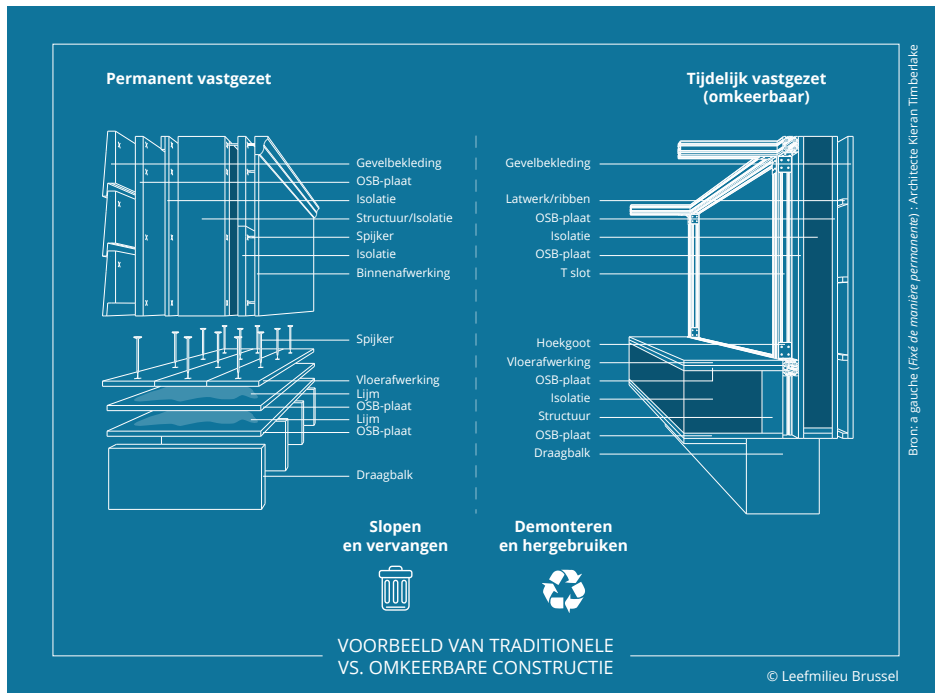 Permanent vastgezet
Gevelbekleding
OSB-plaat
Isolatie
Structuur/Isolatie
Spijker
Isolatie
Binnenafwerking
Spijker
Vloerafwerking
Lijm
OSB-plaat
Lijm
OSB-plaat
Draagbalk
Slopen
en vervangen
Tijdelijk vastgezet
(omkeerbaar)
Gevelbekleding
Latwerk/ribben
OSB-plaat
Isolatie
OSB-plaat
T slot
Hoekgoot
Vloerafwerking
OSB-plaat
Isolatie
Structuur
OSB-plaat
Draagbalk
Demonteren
en hergebruiken
Bron: a gauche (Fixé de manière permanente) : Architecte Kieran Timberlake
VOORBEELD VAN TRADITIONELE
VS. OMKEERBARE CONSTRUCTIE
© Leefmilieu Brussel